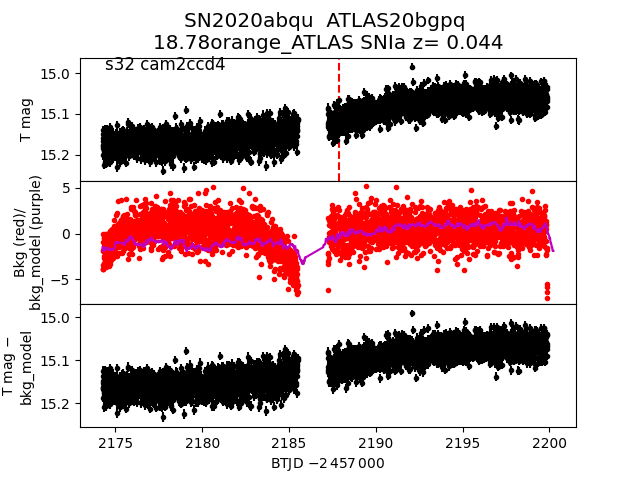 SN2020abqu ATLAS20bgpq
18.78orange_ATLAS SNIa z= 0.044
s32 cam2ccd4
15.0
15.1
15.2
T mag
5
0
−5
Bkg (red)/
bkg_model (purple)
15.0
15.1
15.2
T mag −
bkg_model
2175 2180 2185 2190 2195 2200
BTJD −2 457 000